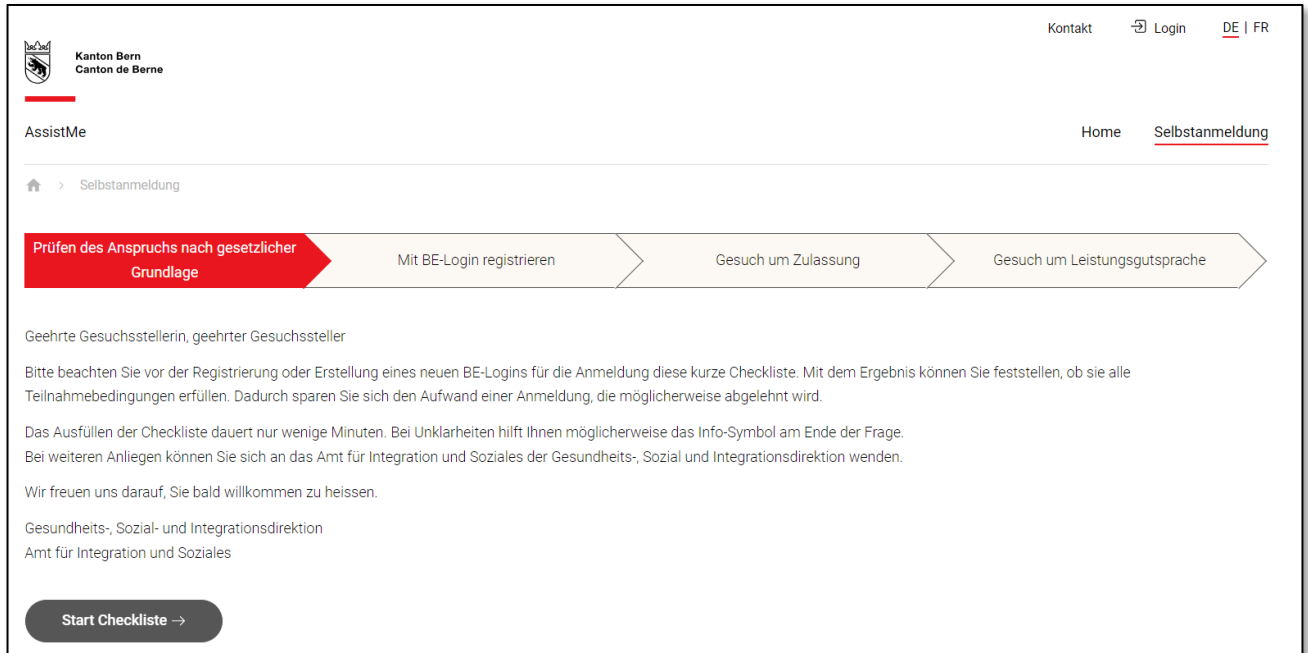 Kontakt Login DE | FR
Kanton Bern
Canton de Berne
AssistMe
Home Selbstanmeldung
> Selbstanmeldung
Prüfen des Anspruchs nach gesetzlicher
Grundlage
Mit BE-Login registrieren
Gesuch um Zulassung
Gesuch um Leistungsgutsprache
Geehrte Gesuchsstellerin, geehrter Gesuchssteller
Bitte beachten Sie vor der Registrierung oder Erstellung eines neuen BE-Logins für die Anmeldung diese kurze Checkliste. Mit dem Ergebnis können Sie feststellen, ob sie alle
Teilnahmebedingungen erfüllen. Dadurch sparen Sie sich den Aufwand einer Anmeldung, die möglicherweise abgelehnt wird.
Das Ausfüllen der Checkliste dauert nur wenige Minuten. Bei Unklarheiten hilft Ihnen möglicherweise das Info-Symbol am Ende der Frage.
Bei weiteren Anliegen können Sie sich an das Amt für Integration und Soziales der Gesundheits-, Sozial und Integrationsdirektion wenden.
Wir freuen uns darauf, Sie bald willkommen zu heissen.
Gesundheits-, Sozial- und Integrationsdirektion
Amt für Integration und Soziales
Start Checkliste →